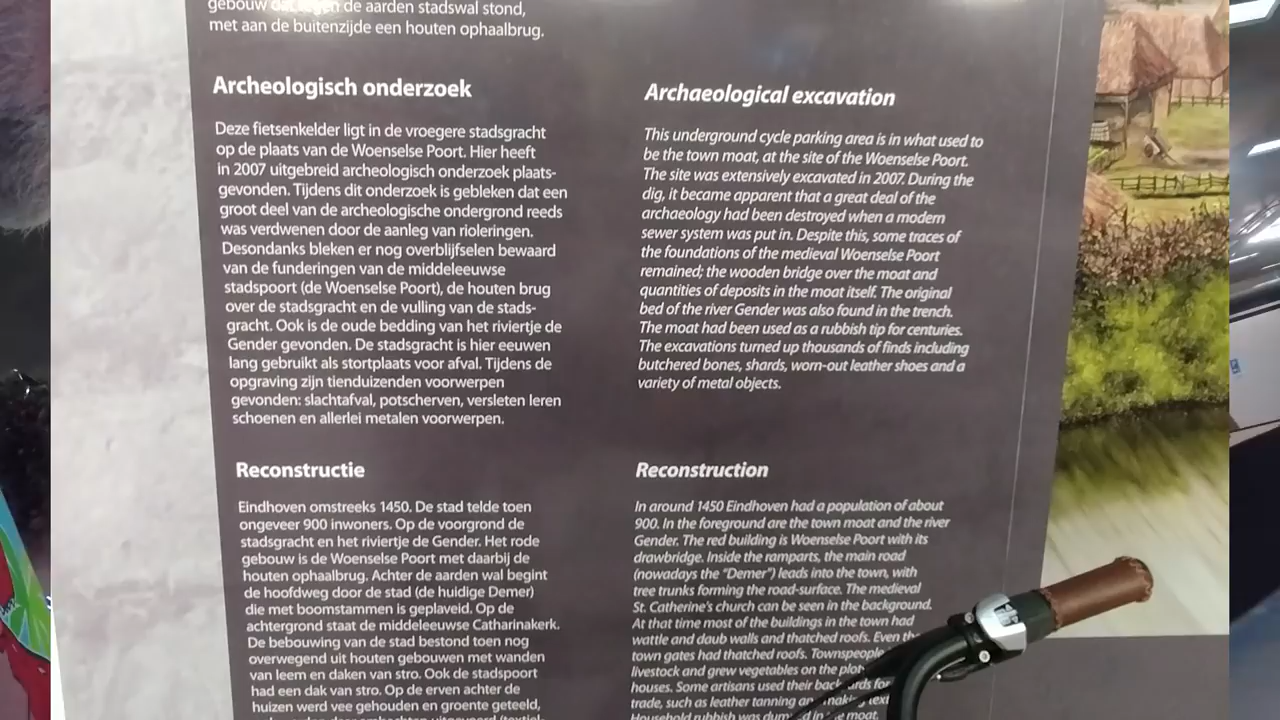 gebouw dat tegen de aarden stadswal stond,
met aan de buitenzijde een houten ophaalbrug.
Archeologisch onderzoek
Deze fietsenkelder ligt in de vroegere stadsgracht
op de plaats van de Woenselse Poort. Hier heeft
in 2007 uitgebreid archeologisch onderzoek plaats-
gevonden. Tijdens dit onderzoek is gebleken dat een
groot deel van de archeologische ondergrond reeds
was verdwenen door de aanleg van rioleringen.
Desondanks bleken er nog overblijfselen bewaard
van de funderingen van de middeleeuwse
stadspoort (de Woenselse Poort), de houten brug
over de stadsgracht en de vulling van de stads-
gracht. Ook is de oude bedding van het riviertje de
Gender gevonden. De stadsgracht is hier eeuwen
lang gebruikt als stortplaats voor afval. Tijdens de
opgraving zijn tienduizenden voorwerpen
gevonden: slachtafval, potscherven, versleten leren
schoenen en allerlei metalen voorwerpen.
Reconstructie
Eindhoven omstreeks 1450. De stad telde toen
ongeveer 900 inwoners. Op de voorgrond de
stadsgracht en het riviertje de Gender. Het rode
gebouw is de Woenselse Poort met daarbij de
houten ophaalbrug. Achter de aarden wal begint
de hoofdweg door de stad (de huidige Demer)
die met boomstammen is geplaveid. Op de
achtergrond staat de middeleeuwse Catharinakerk.
De bebouwing van de stad bestond toen nog
overwegend uit houten gebouwen met wanden
van leem en daken van stro. Ook de stadspoort
had een dak van stro. Op de erven achter de
huizen werd vee gehouden en groente geteeld,
Archaeological excavation
This underground cycle parking area is in what used to
be the town moat, at the site of the Woenselse Poort.
The site was extensively excavated in 2007. During the
dig, it became apparent that a great deal of the
archaeology had been destroyed when a modern
sewer system was put in. Despite this, some traces of
the foundations of the medieval Woenselse Poort
remained; the wooden bridge over the moat and
quantities of deposits in the moat itself. The original
bed of the river Gender was also found in the trench.
The moat had been used as a rubbish tip for centuries.
The excavations turned up thousands of finds including
butchered bones, shards, worn-out leather shoes and a
variety of metal objects.
Reconstruction
In around 1450 Eindhoven had a population of about
900. In the foreground are the town moat and the river
Gender. The red building is Woenselse Poort with its
drawbridge. Inside the ramparts, the main road
(nowadays the "Demer") leads into the town, with
tree trunks forming the road-surface. The medieval
St. Catherine's church can be seen in the background.
At that time most of the buildings in the town had
wattle and daub walls and thatched roofs. Even the
town gates had thatched roofs. Townspeople
livestock and grew vegetables on the plot
houses. Some artisans used their backyards for
trade, such as leather tanning and making
Household rubbish was dumped in the moat.